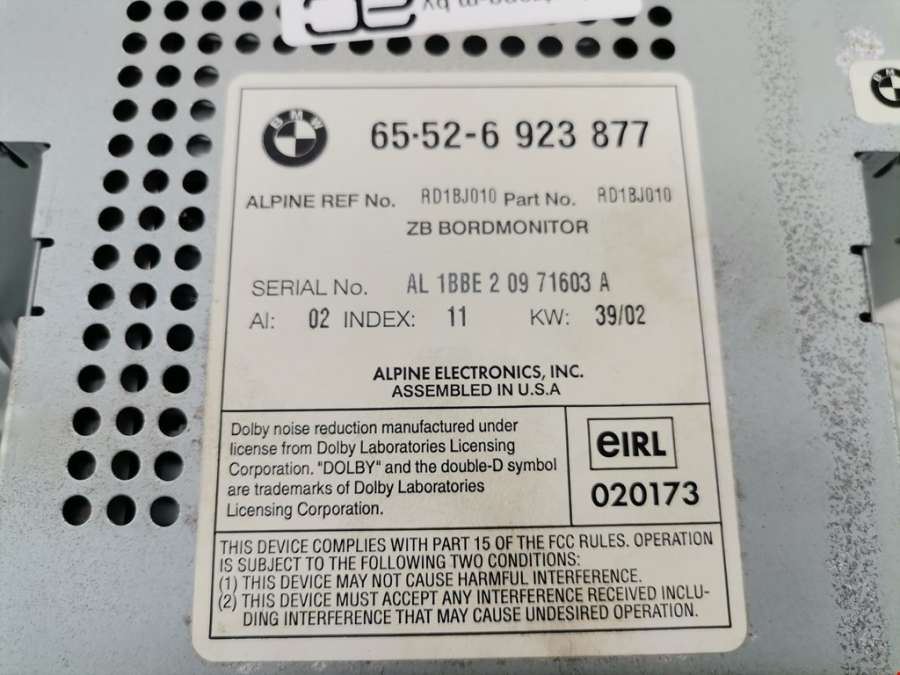 BMW
65-52-6 923 877
BMW
ALPINE REF No. RD1BJ010 Part No. RD1BJ010
ZB BORDMONITOR
SERIAL No. AL 1BBE 2 09 71603 A
AI: 02 INDEX: 11 KW: 39/02
ALPINE ELECTRONICS, INC.
ASSEMBLED IN U.S.A
Dolby noise reduction manufactured under
license from Dolby Laboratories Licensing
Corporation. "DOLBY" and the double-D symbol
are trademarks of Dolby Laboratories
Licensing Corporation.
eIRL
020173
THIS DEVICE COMPLIES WITH PART 15 OF THE FCC RULES. OPERATION
IS SUBJECT TO THE FOLLOWING TWO CONDITIONS:
(1) THIS DEVICE MAY NOT CAUSE HARMFUL INTERFERENCE.
(2) THIS DEVICE MUST ACCEPT ANY INTERFERENCE RECEIVED INCLU-
DING INTERFERENCE THAT MAY CAUSE UNDESIRED OPERATION.